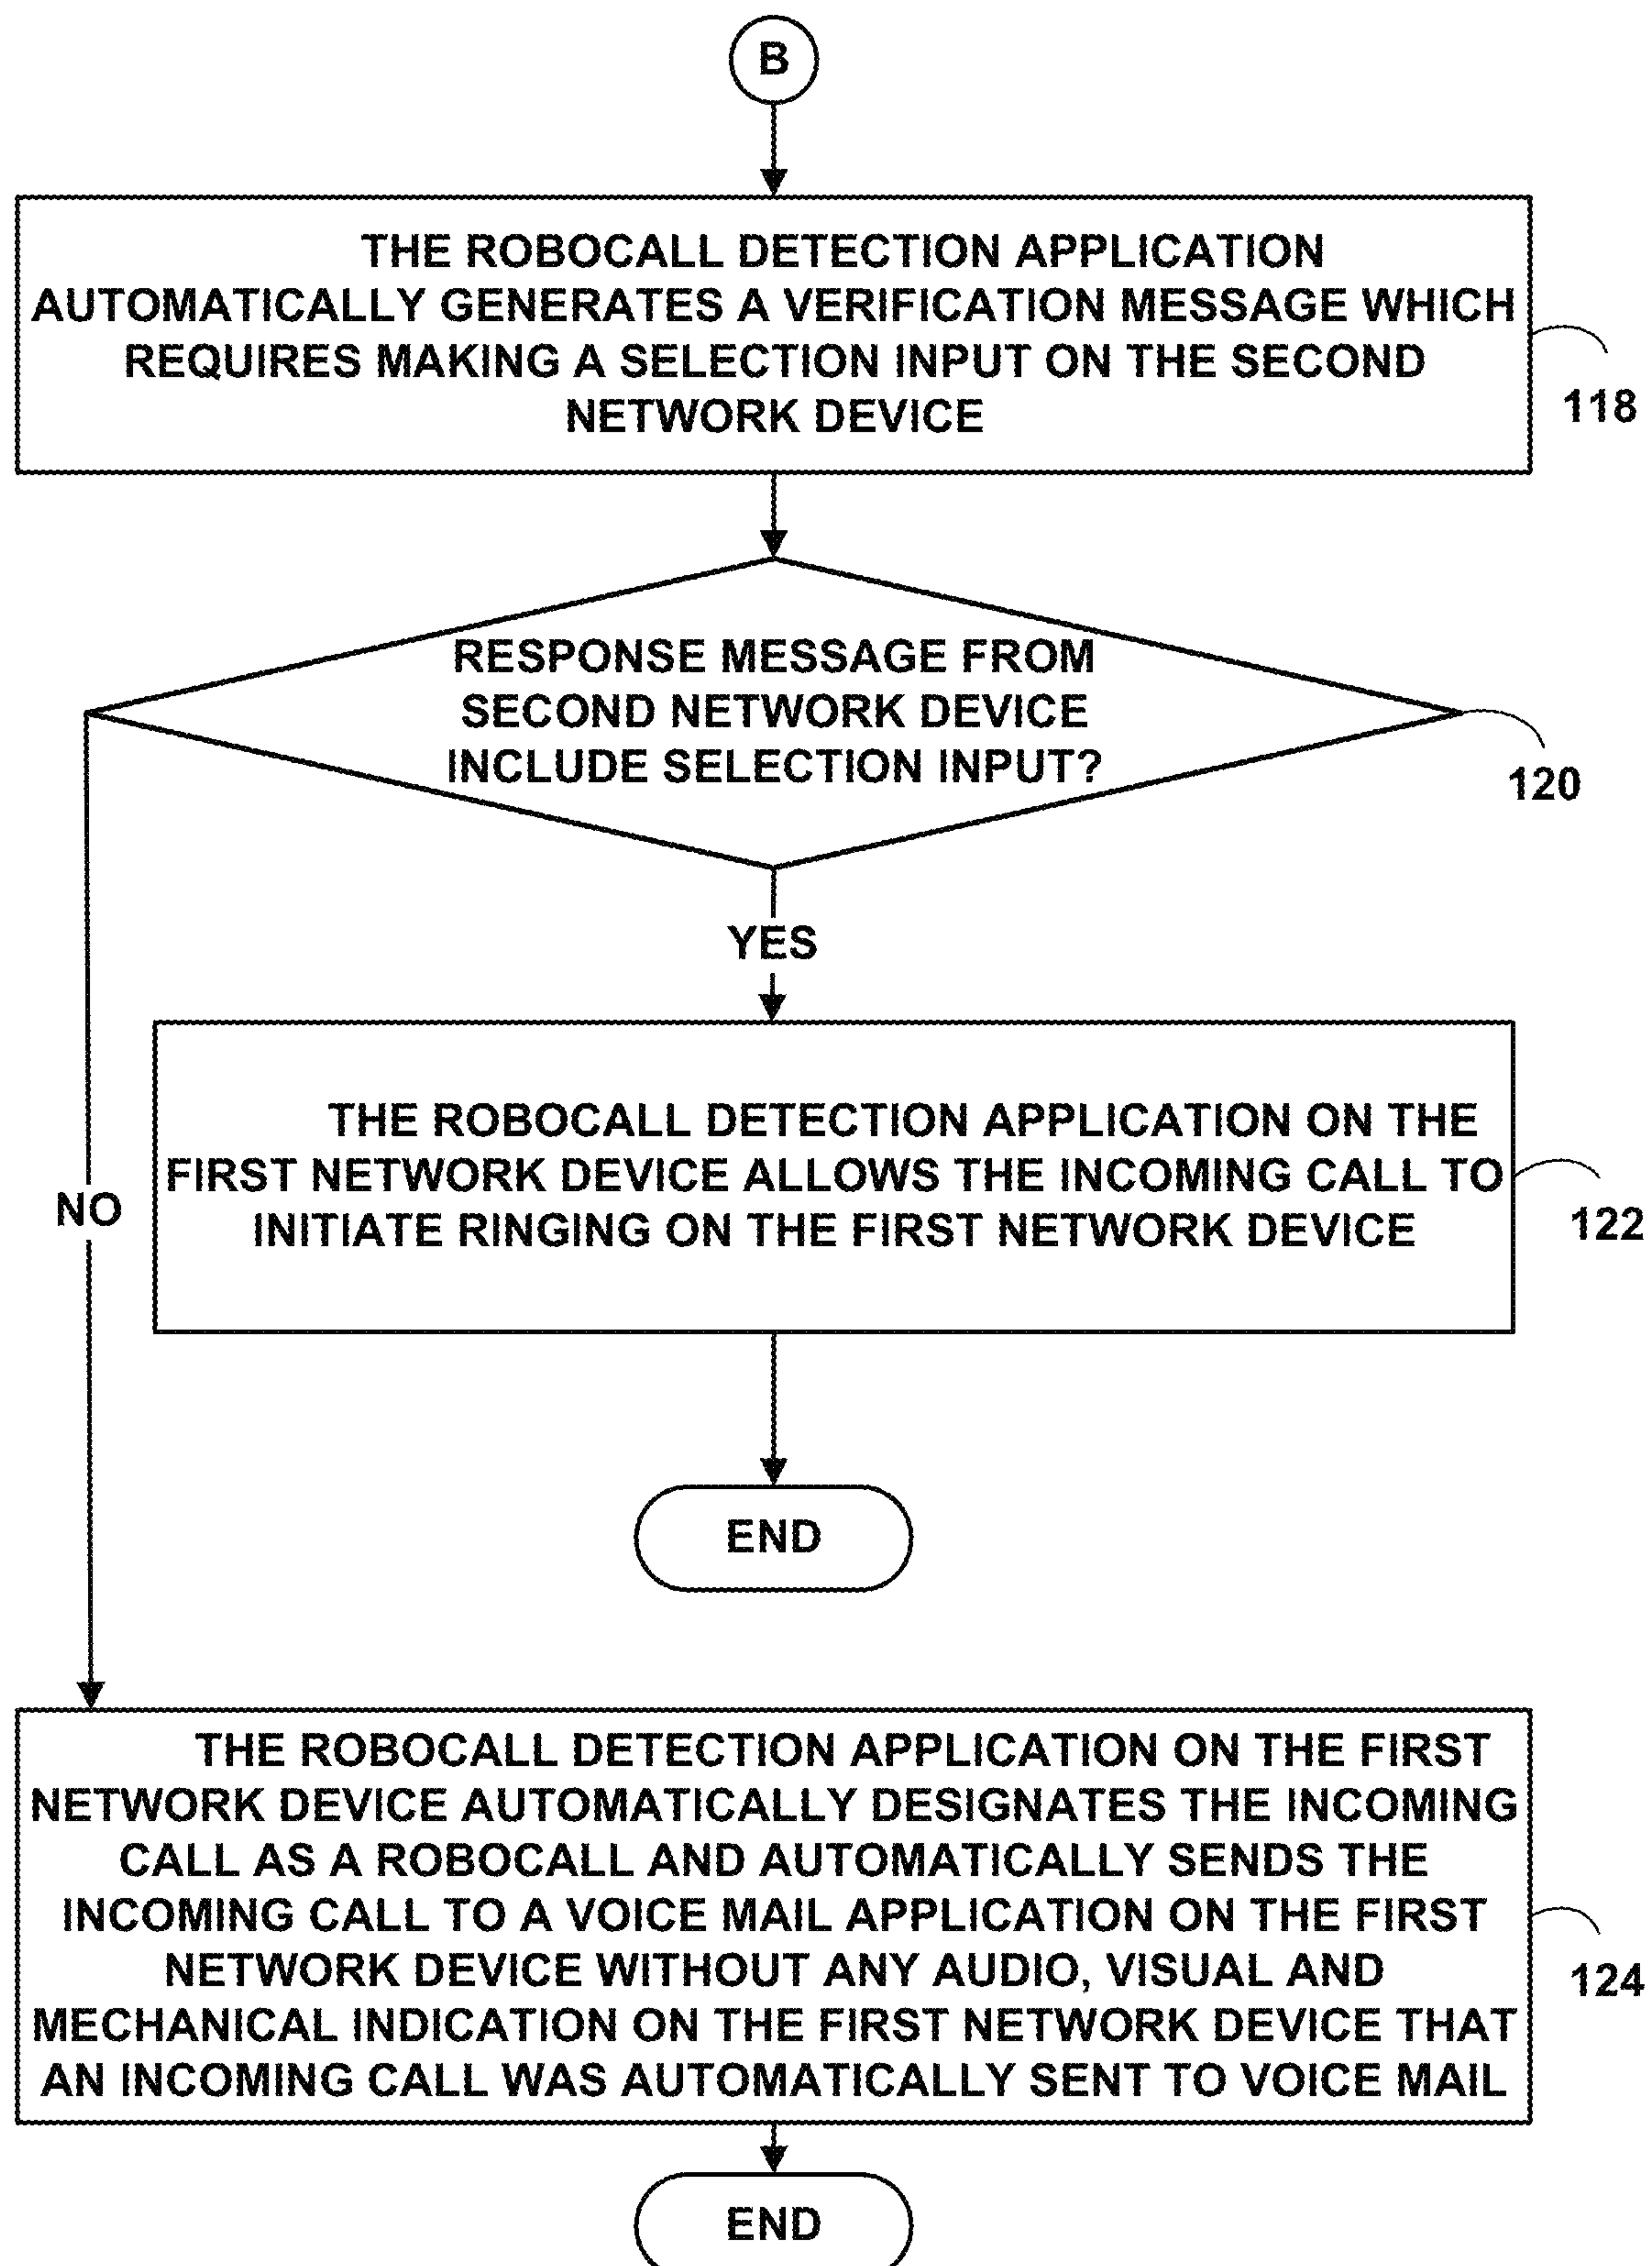 B
THE ROBOCALL DETECTION APPLICATION
AUTOMATICALLY GENERATES A VERIFICATION MESSAGE WHICH
REQUIRES MAKING A SELECTION INPUT ON THE SECOND
NETWORK DEVICE
118
RESPONSE MESSAGE FROM
SECOND NETWORK DEVICE
INCLUDE SELECTION INPUT?
120
YES
THE ROBOCALL DETECTION APPLICATION ON THE
FIRST NETWORK DEVICE ALLOWS THE INCOMING CALL TO
INITIATE RINGING ON THE FIRST NETWORK DEVICE
122
NO
END
THE ROBOCALL DETECTION APPLICATION ON THE FIRST
NETWORK DEVICE AUTOMATICALLY DESIGNATES THE INCOMING
CALL AS A ROBOCALL AND AUTOMATICALLY SENDS THE
INCOMING CALL TO A VOICE MAIL APPLICATION ON THE FIRST
NETWORK DEVICE WITHOUT ANY AUDIO, VISUAL AND
MECHANICAL INDICATION ON THE FIRST NETWORK DEVICE THAT
AN INCOMING CALL WAS AUTOMATICALLY SENT TO VOICE MAIL
124
END